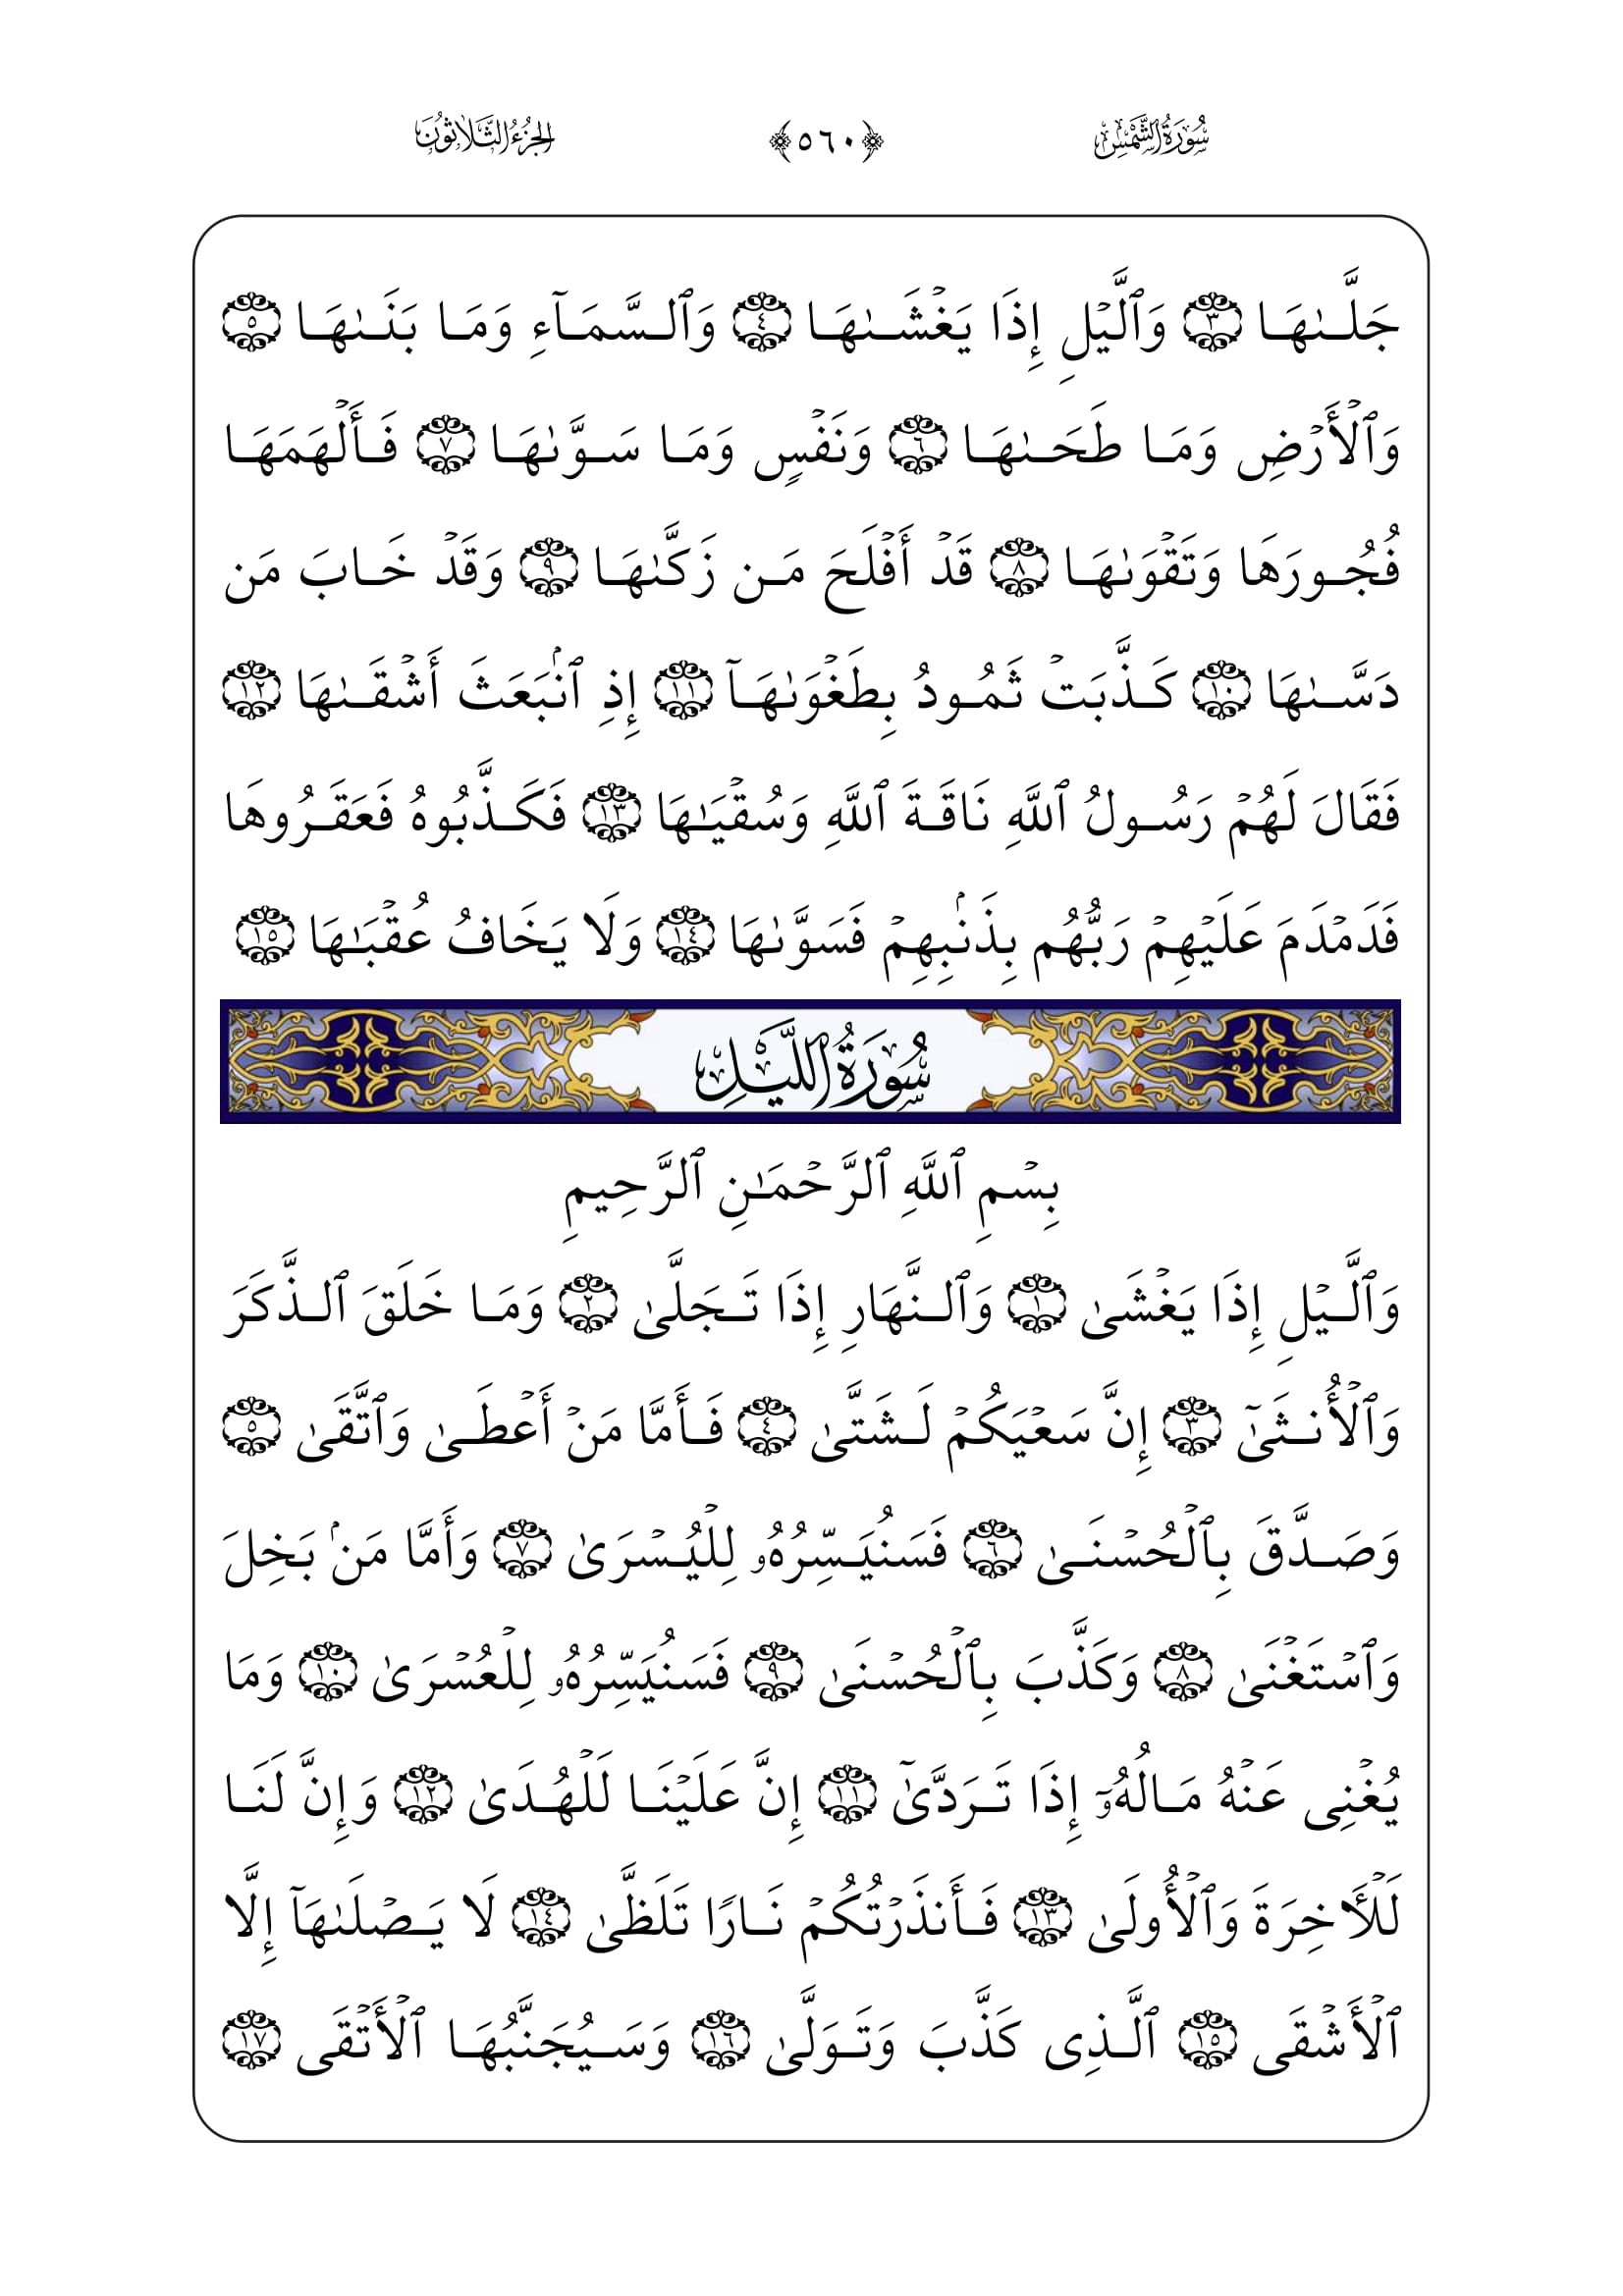 سُورَةُ الشَّمْسِ ﴿٥٦٠﴾ الجُزْءُ الثَّلَاثُونَ
جَلَّىٰهَا ٣ وَٱلَّيْلِ إِذَا يَغْشَىٰهَا ٤ وَٱلسَّمَآءِ وَمَا بَنَىٰهَا ٥
وَٱلْأَرْضِ وَمَا طَحَىٰهَا ٦ وَنَفْسٍ وَمَا سَوَّىٰهَا ٧ فَأَلْهَمَهَا
فُجُورَهَا وَتَقْوَىٰهَا ٨ قَدْ أَفْلَحَ مَن زَكَّىٰهَا ٩ وَقَدْ خَابَ مَن
دَسَّىٰهَا ١٠ كَذَّبَتْ ثَمُودُ بِطَغْوَىٰهَآ ١١ إِذِ ٱنۢبَعَثَ أَشْقَىٰهَا ١٢
فَقَالَ لَهُمْ رَسُولُ ٱللَّهِ نَاقَةَ ٱللَّهِ وَسُقْيَـٰهَا ١٣ فَكَذَّبُوهُ فَعَقَرُوهَا
فَدَمْدَمَ عَلَيْهِمْ رَبُّهُم بِذَنۢبِهِمْ فَسَوَّىٰهَا ١٤ وَلَا يَخَافُ عُقْبَـٰهَا ١٥
سُورَةُ اللَّيْلِ
بِسْمِ ٱللَّهِ ٱلرَّحْمَـٰنِ ٱلرَّحِيمِ
وَٱلَّيْلِ إِذَا يَغْشَىٰ ١ وَٱلنَّهَارِ إِذَا تَجَلَّىٰ ٢ وَمَا خَلَقَ ٱلذَّكَرَ
وَٱلْأُنثَىٰٓ ٣ إِنَّ سَعْيَكُمْ لَشَتَّىٰ ٤ فَأَمَّا مَنْ أَعْطَىٰ وَٱتَّقَىٰ ٥
وَصَدَّقَ بِٱلْحُسْنَىٰ ٦ فَسَنُيَسِّرُهُۥ لِلْيُسْرَىٰ ٧ وَأَمَّا مَنۢ بَخِلَ
وَٱسْتَغْنَىٰ ٨ وَكَذَّبَ بِٱلْحُسْنَىٰ ٩ فَسَنُيَسِّرُهُۥ لِلْعُسْرَىٰ ١٠ وَمَا
يُغْنِى عَنْهُ مَالُهُۥٓ إِذَا تَرَدَّىٰٓ ١١ إِنَّ عَلَيْنَا لَلْهُدَىٰ ١٢ وَإِنَّ لَنَا
لَلْـَٔاخِرَةَ وَٱلْأُولَىٰ ١٣ فَأَنذَرْتُكُمْ نَارًا تَلَظَّىٰ ١٤ لَا يَصْلَىٰهَآ إِلَّا
ٱلْأَشْقَى ١٥ ٱلَّذِى كَذَّبَ وَتَوَلَّىٰ ١٦ وَسَيُجَنَّبُهَا ٱلْأَتْقَى ١٧